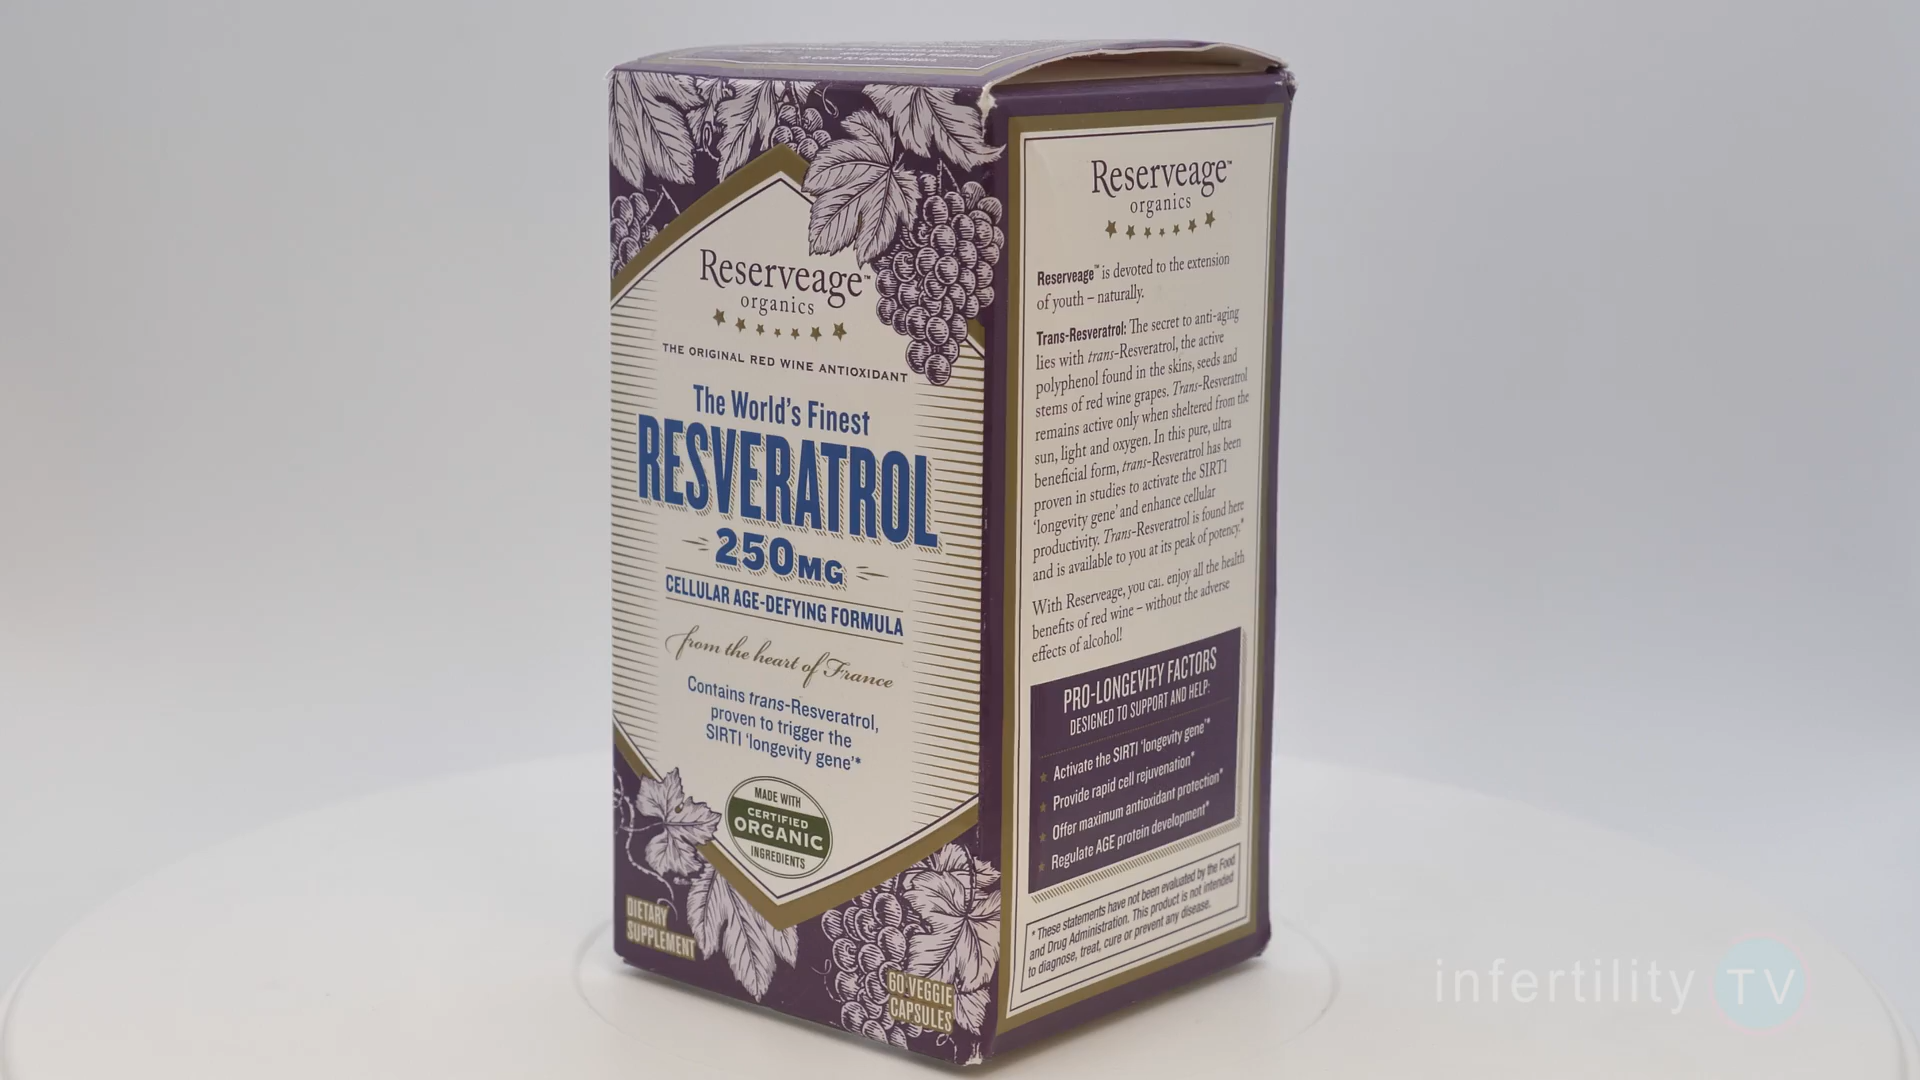 Reserveage™
organics
THE ORIGINAL RED WINE ANTIOXIDANT
The World's Finest
RESVERATROL
250MG
CELLULAR AGE-DEFYING FORMULA
from the heart of France
Contains trans-Resveratrol,
proven to trigger the
SIRT1 'longevity gene'*
MADE WITH
CERTIFIED
ORGANIC
INGREDIENTS
DIETARY
SUPPLEMENT
60 VEGGIE
CAPSULES
Reserveage™
organics
Reserveage™ is devoted to the extension
of youth – naturally.
Trans-Resveratrol: The secret to anti-aging
lies with trans-Resveratrol, the active
polyphenol found in the skins, seeds and
stems of red wine grapes. Trans-Resveratrol
remains active only when sheltered from the
sun, light and oxygen. In this pure, ultra
beneficial form, trans-Resveratrol has been
proven in studies to activate the SIRT1
'longevity gene' and enhance cellular
productivity. Trans-Resveratrol is found here
and is available to you at its peak of potency.*
With Reserveage, you can enjoy all the health
benefits of red wine – without the adverse
effects of alcohol!
PRO-LONGEVITY FACTORS
DESIGNED TO SUPPORT AND HELP:
Activate the SIRT1 'longevity gene'*
Provide rapid cell rejuvenation*
Offer maximum antioxidant protection*
Regulate AGE protein development*
* These statements have not been evaluated by the Food
and Drug Administration. This product is not intended
to diagnose, treat, cure or prevent any disease.
infertility TV